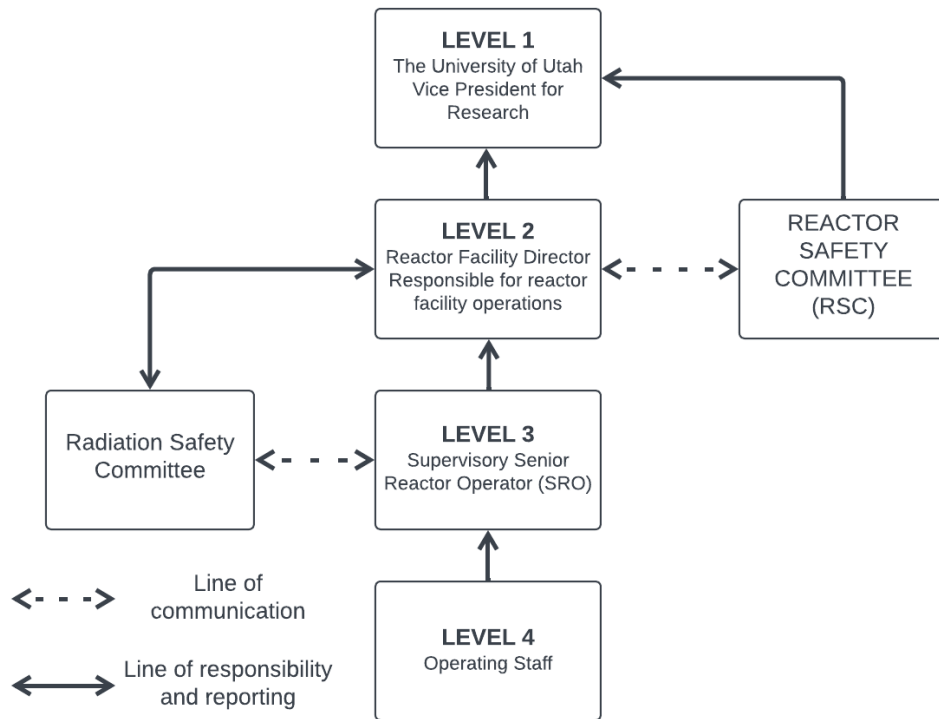 LEVEL 1
The University of Utah
Vice President for
Research
LEVEL 2
Reactor Facility Director
Responsible for reactor
facility operations
REACTOR
SAFETY
COMMITTEE
(RSC)
Radiation Safety
Committee
LEVEL 3
Supervisory Senior
Reactor Operator (SRO)
Line of
communication
LEVEL 4
Operating Staff
Line of responsibility
and reporting